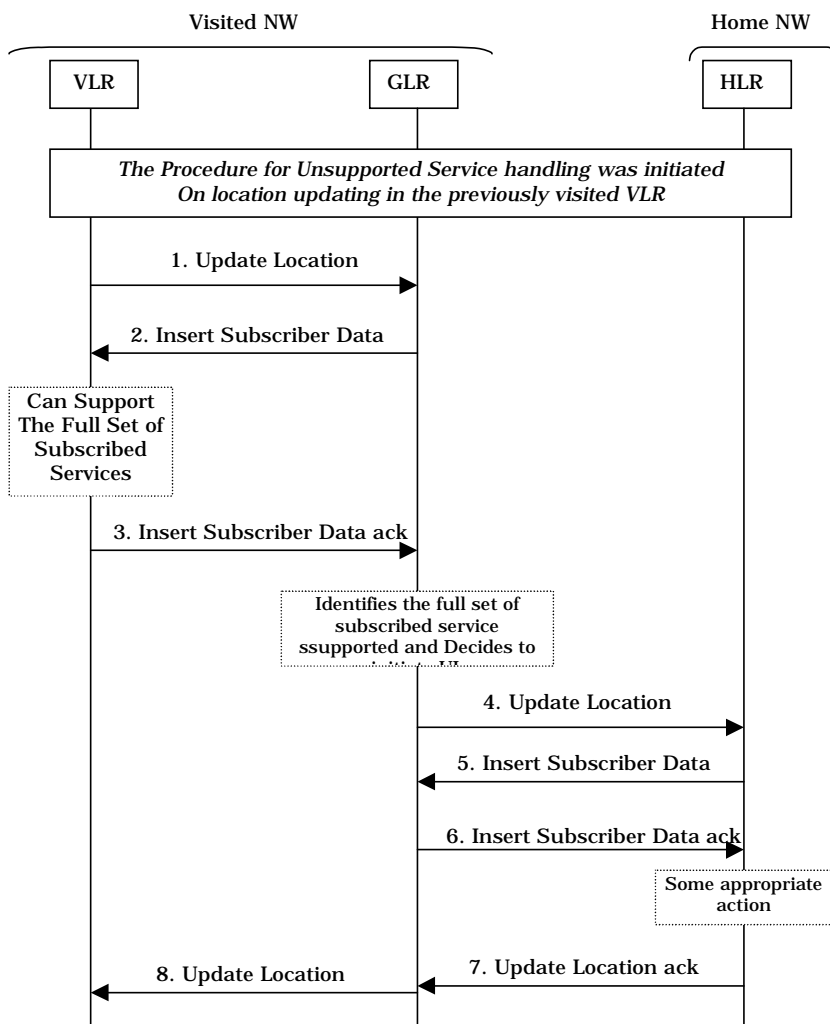 Visited NW
Home NW
VLR
GLR
HLR
The Procedure for Unsupported Service handling was initiated
On location updating in the previously visited VLR
1. Update Location
2. Insert Subscriber Data
Can Support
The Full Set of
Subscribed
Services
3. Insert Subscriber Data ack
Identifies the full set of
subscribed service
ssupported and Decides to
4. Update Location
5. Insert Subscriber Data
6. Insert Subscriber Data ack
Some appropriate
action
7. Update Location ack
8. Update Location